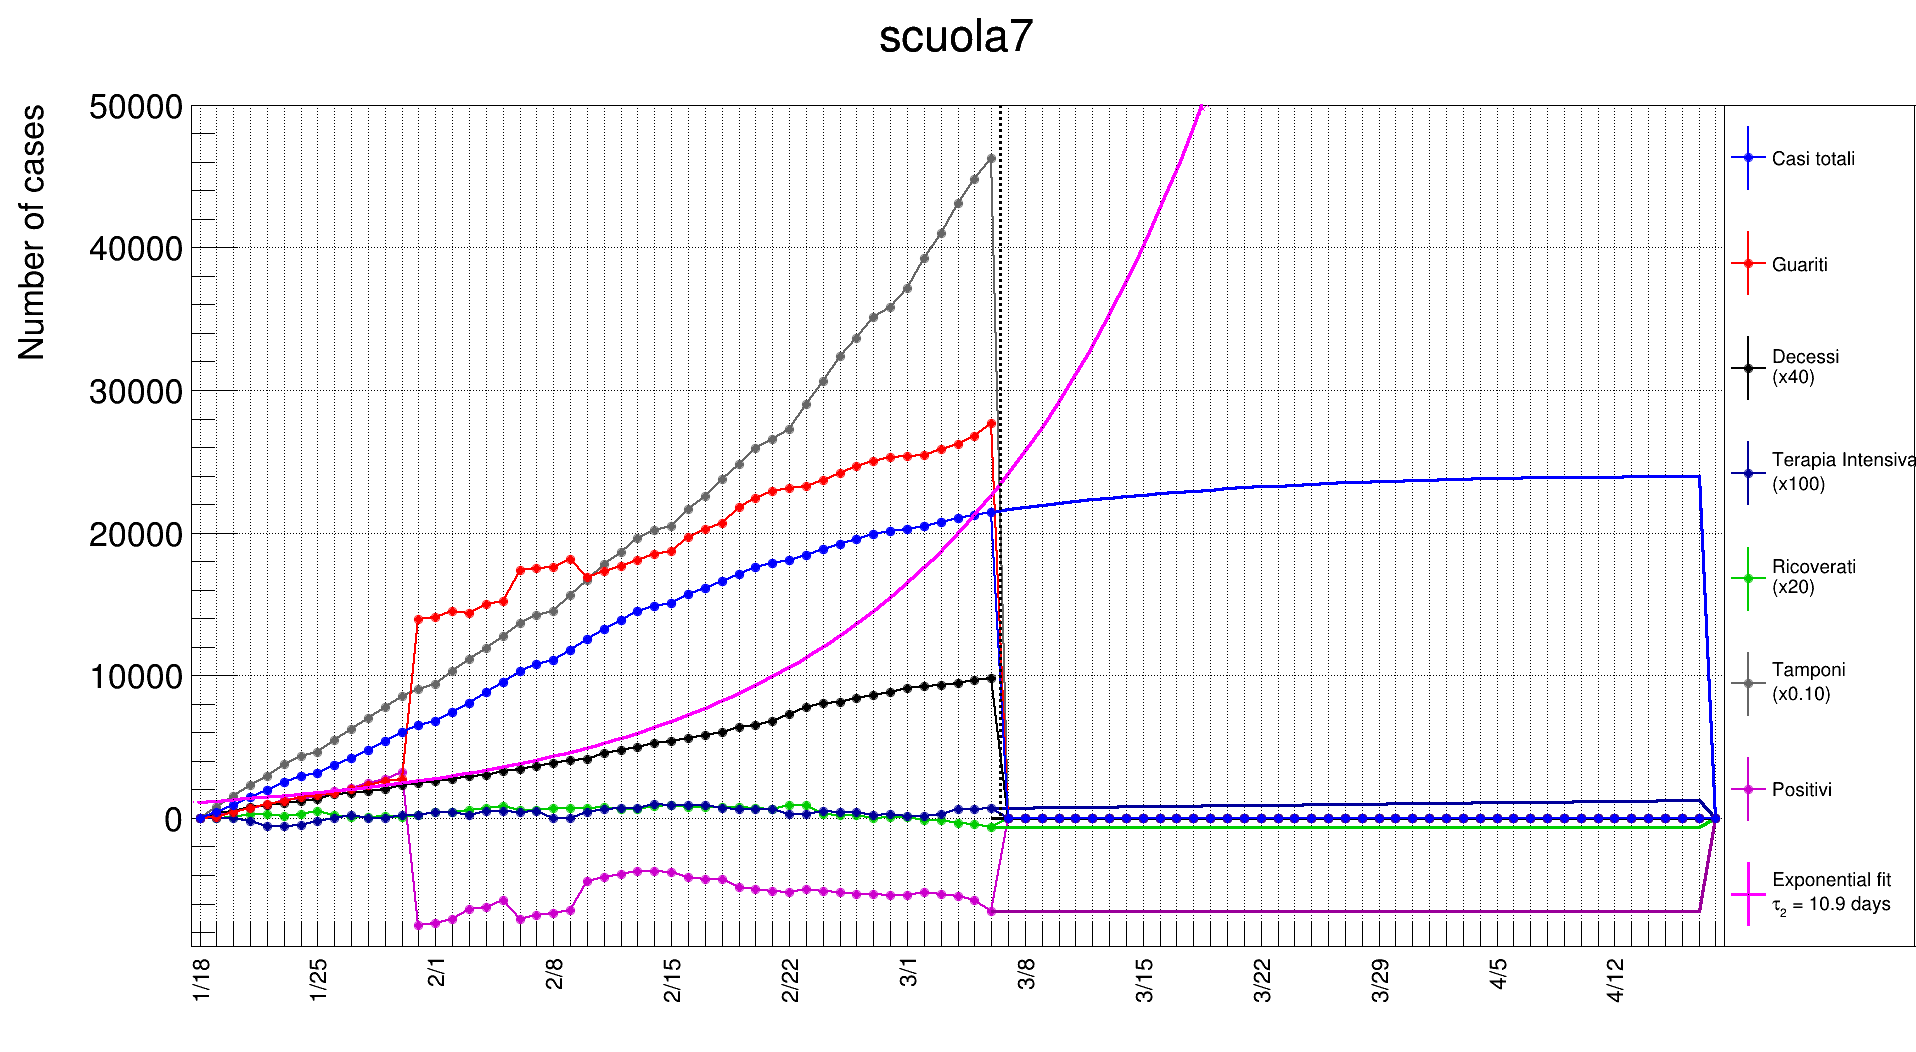 scuola7
Number of cases
50000
40000
30000
20000
10000
0
1/18
1/25
2/1
2/8
2/15
2/22
3/1
3/8
3/15
3/22
3/29
4/5
4/12
Casi totali
Guariti
Decessi
(x40)
Terapia Intensiva
(x100)
Ricoverati
(x20)
Tamponi
(x0.10)
Positivi
Exponential fit
τ₂ = 10.9 days